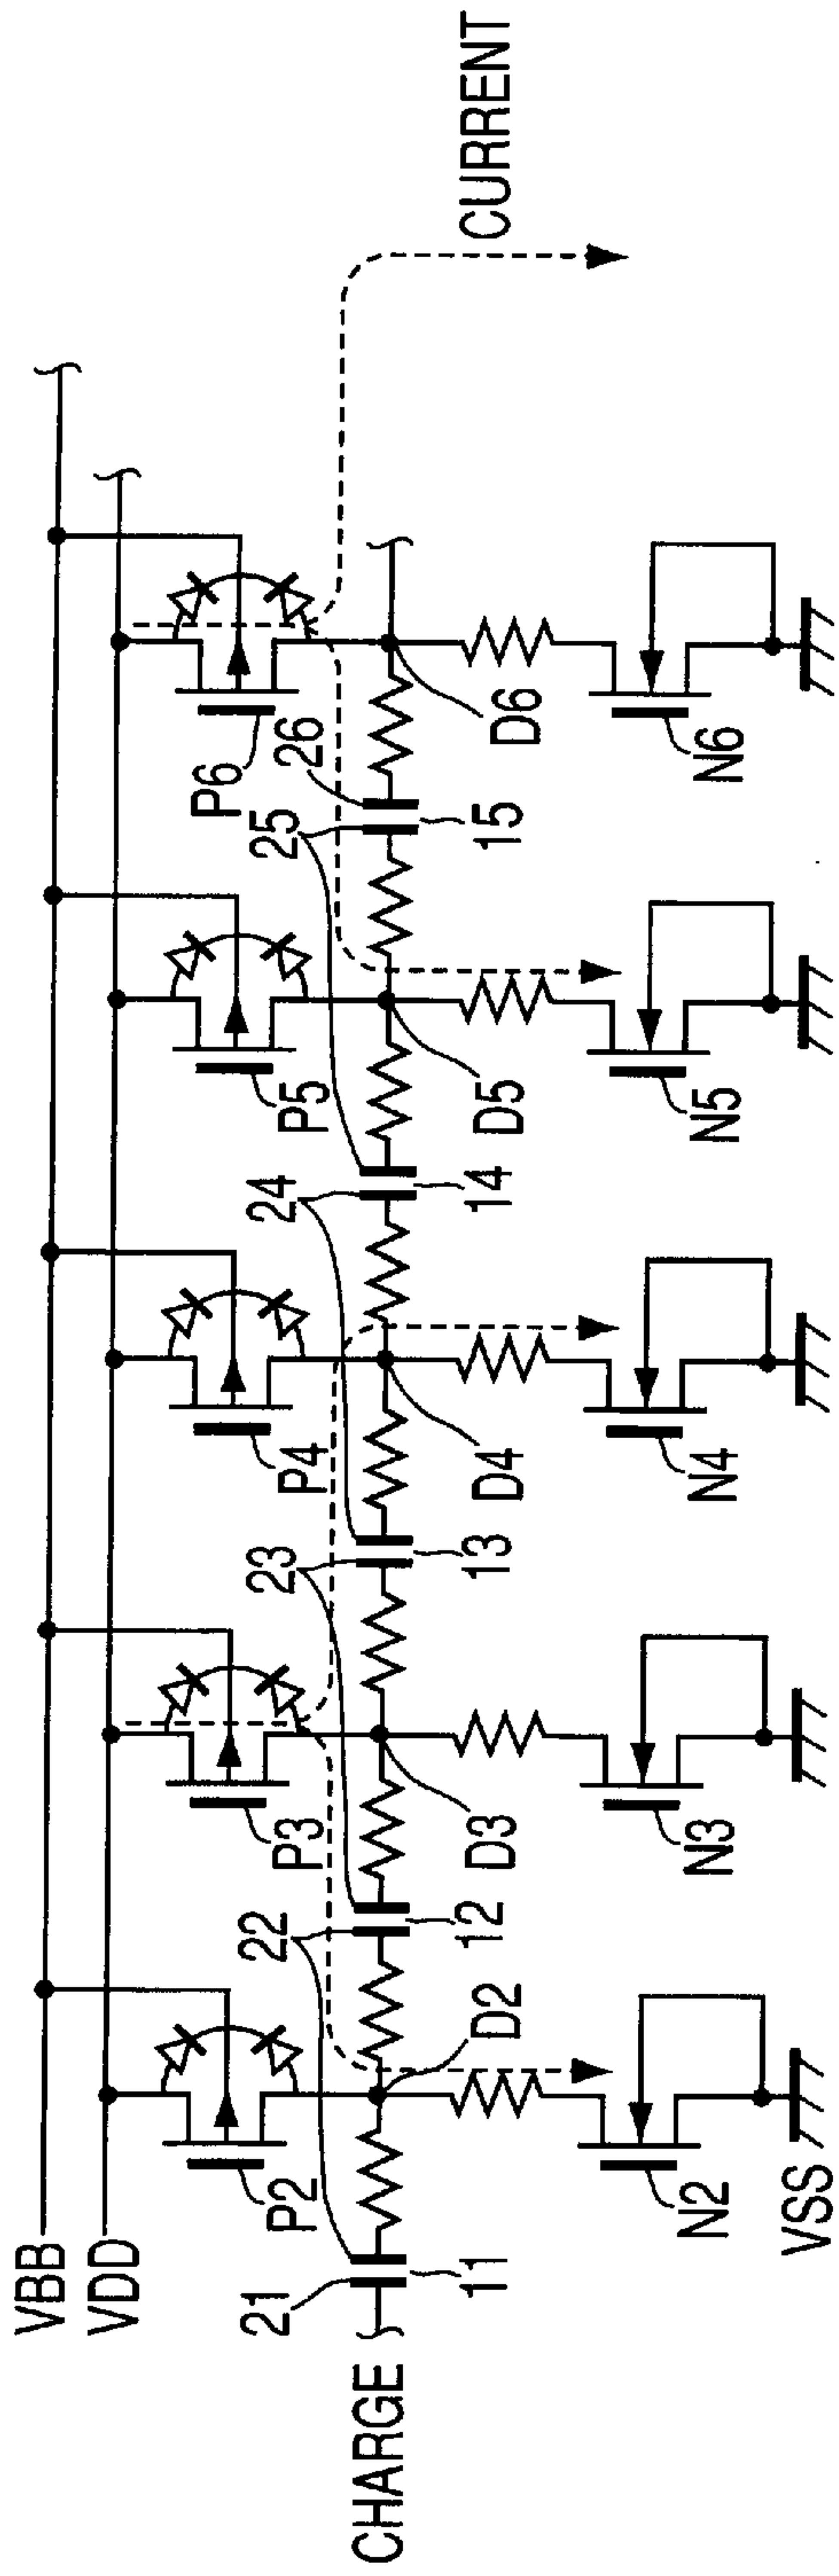 VBB
VDD
CURRENT
P2
P3
P4
P5
P6
21
22
23
24
25
26
CHARGE
11
12
13
14
15
D2
D3
D4
D5
D6
N2
N3
N4
N5
N6
VSS